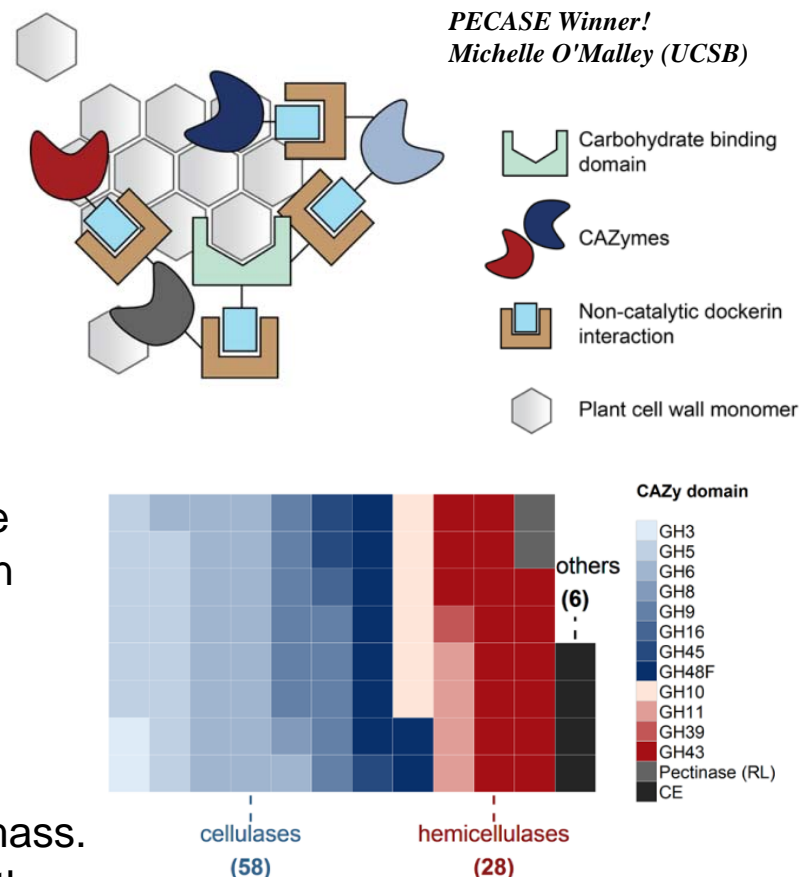 PECASE Winner!
Michelle O'Malley (UCSB)
Carbohydrate binding
domain
CAZymes
Non-catalytic dockerin
interaction
Plant cell wall monomer
CAZy domain
GH3
GH5
GH6
GH8
GH9
GH16
GH45
GH48F
GH10
GH11
GH39
GH43
Pectinase (RL)
CE
others
(6)
cellulases
(58)
hemicellulases
(28)